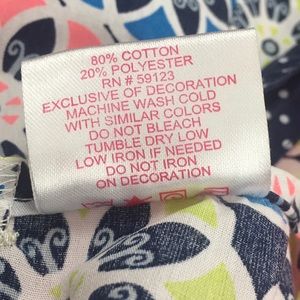 80% COTTON
20% POLYESTER
RN # 59123
EXCLUSIVE OF DECORATION
MACHINE WASH COLD
WITH SIMILAR COLORS
DO NOT BLEACH
TUMBLE DRY LOW
LOW IRON IF NEEDED
DO NOT IRON
ON DECORATION